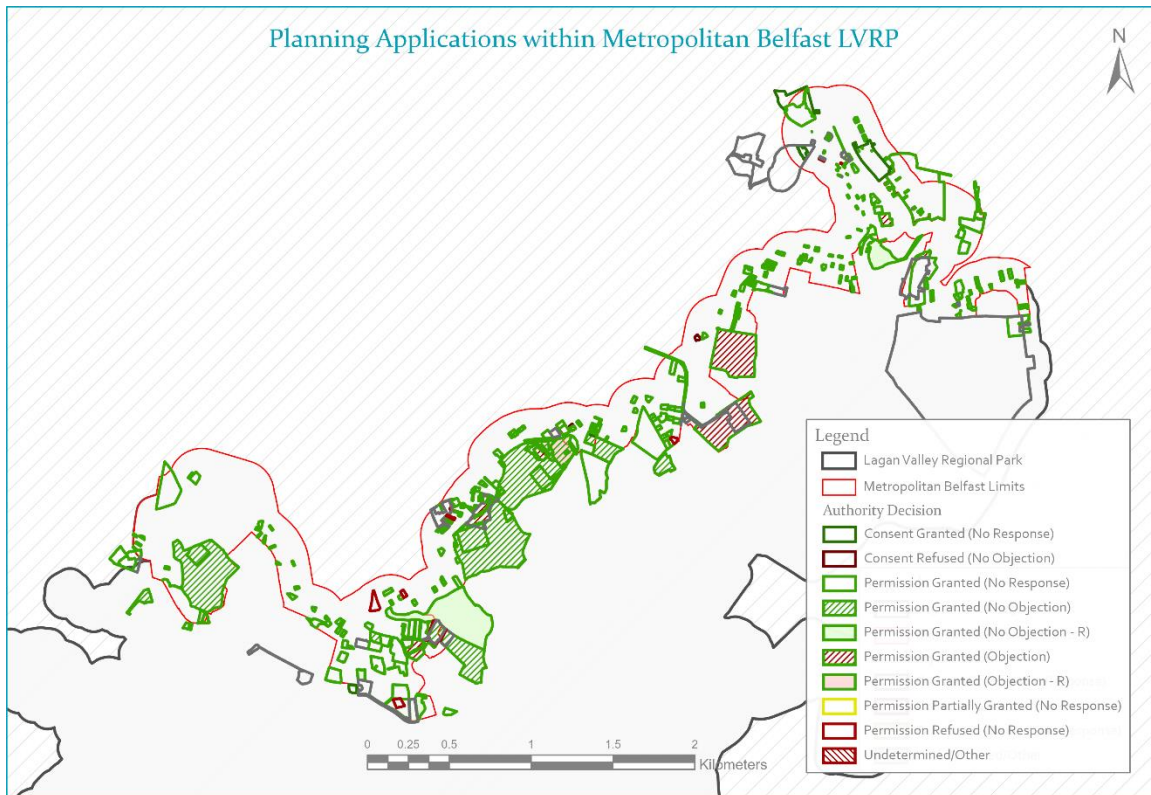 Planning Applications within Metropolitan Belfast LVRP
N
Legend
Lagan Valley Regional Park
Metropolitan Belfast Limits
Authority Decision
Consent Granted (No Response)
Consent Refused (No Objection)
Permission Granted (No Response)
Permission Granted (No Objection)
Permission Granted (No Objection - R)
Permission Granted (Objection)
Permission Granted (Objection - R)
Permission Partially Granted (No Response)
Permission Refused (No Response)
Undetermined/Other
0 0.25 0.5 1 1.5 2
Kilometers